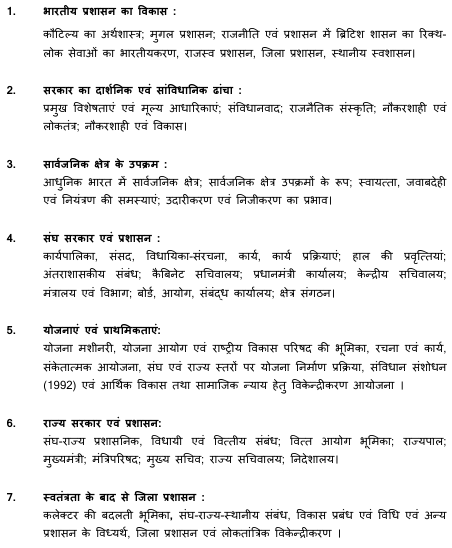 1. भारतीय प्रशासन का विकास :
कौटिल्य का अर्थशास्त्र; मुगल प्रशासन; राजनीति एवं प्रशासन में ब्रिटिश शासन का रिक्थ-
लोक सेवाओं का भारतीयकरण, राजस्व प्रशासन, जिला प्रशासन, स्थानीय स्वशासन।
2. सरकार का दार्शनिक एवं सांविधानिक ढांचा :
प्रमुख विशेषताएं एवं मूल्य आधारिकाएं; संविधानवाद; राजनैतिक संस्कृति; नौकरशाही एवं
लोकतंत्र; नौकरशाही एवं विकास।
3. सार्वजनिक क्षेत्र के उपक्रम :
आधुनिक भारत में सार्वजनिक क्षेत्र; सार्वजनिक क्षेत्र उपक्रमों के रूप; स्वायत्ता, जवाबदेही
एवं नियंत्रण की समस्याएं; उदारीकरण एवं निजीकरण का प्रभाव।
4. संघ सरकार एवं प्रशासन :
कार्यपालिका, संसद, विधायिका-संरचना, कार्य, कार्य प्रक्रियाएं; हाल की प्रवृत्तियां;
अंतराशासकीय संबंध; कैबिनेट सचिवालय; प्रधानमंत्री कार्यालय; केन्द्रीय सचिवालय;
मंत्रालय एवं विभाग; बोर्ड, आयोग, संबंद्ध कार्यालय; क्षेत्र संगठन।
5. योजनाएं एवं प्राथमिकताएं:
योजना मशीनरी, योजना आयोग एवं राष्ट्रीय विकास परिषद की भूमिका, रचना एवं कार्य,
संकेतात्मक आयोजना, संघ एवं राज्य स्तरों पर योजना निर्माण प्रक्रिया, संविधान संशोधन
(1992) एवं आर्थिक विकास तथा सामाजिक न्याय हेतु विकेन्द्रीकरण आयोजना ।
6. राज्य सरकार एवं प्रशासन:
संघ-राज्य प्रशासनिक, विधायी एवं वित्तीय संबंध; वित्त आयोग भूमिका; राज्यपाल;
मुख्यमंत्री; मंत्रिपरिषद; मुख्य सचिव; राज्य सचिवालय; निदेशालय।
7. स्वतंत्रता के बाद से जिला प्रशासन :
कलेक्टर की बदलती भूमिका, संघ-राज्य-स्थानीय संबंध, विकास प्रबंध एवं विधि एवं अन्य
प्रशासन के विध्यर्थ, जिला प्रशासन एवं लोकतांत्रिक विकेन्द्रीकरण ।